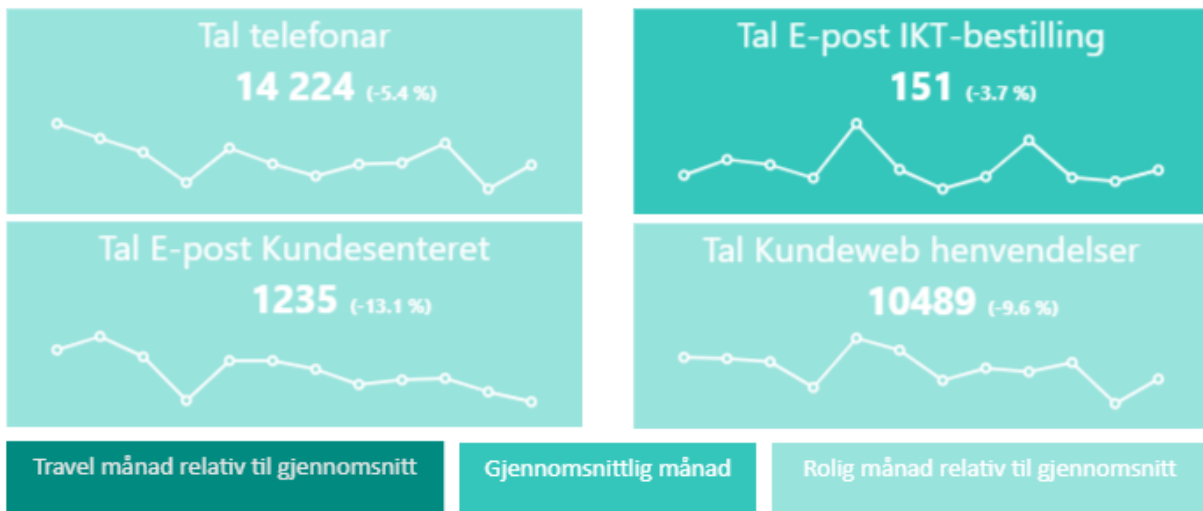 Tal telefonar
14 224 (-5.4 %)
Tal E-post IKT-bestilling
151 (-3.7 %)
Tal E-post Kundesenteret
1235 (-13.1 %)
Tal Kundeweb henvendelser
10489 (-9.6 %)
Travel månad relativ til gjennomsnitt
Gjennomsnittlig månad
Rolig månad relativ til gjennomsnitt